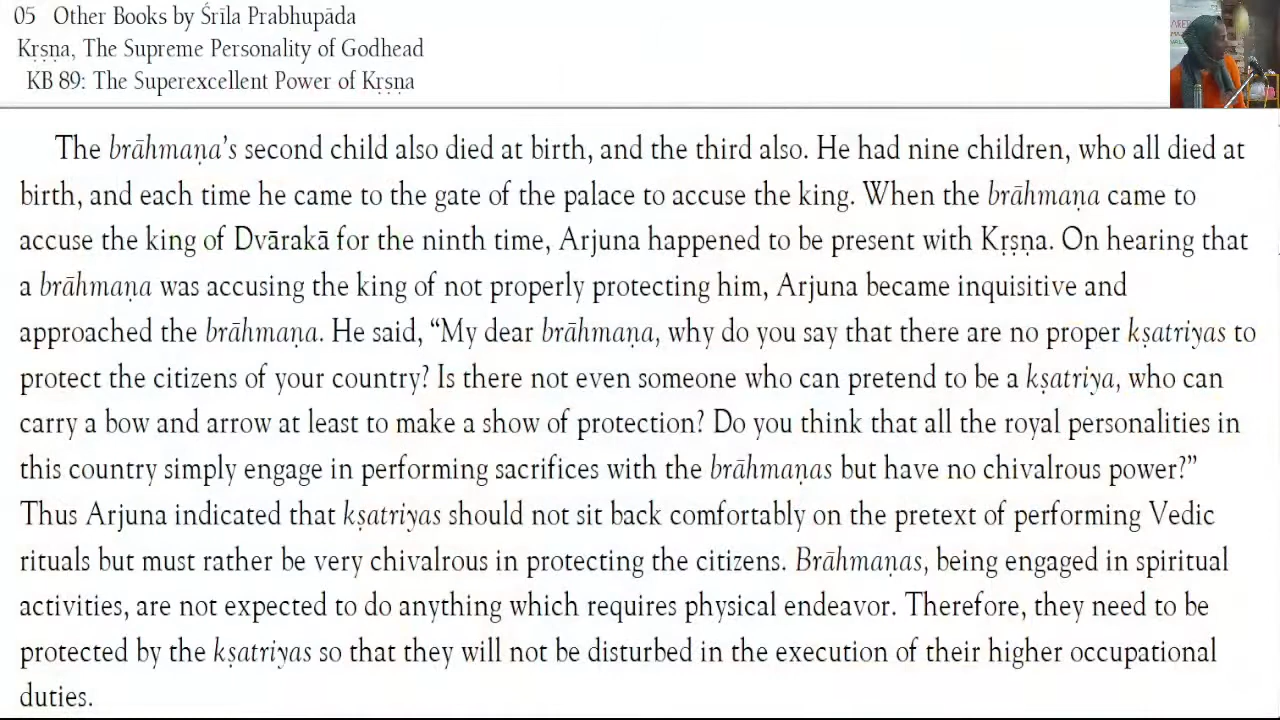 05 Other Books by Śrīla Prabhupāda
Kṛṣṇa, The Supreme Personality of Godhead
KB 89: The Superexcellent Power of Kṛṣṇa
The brāhmaṇa’s second child also died at birth, and the third also. He had nine children, who all died at
birth, and each time he came to the gate of the palace to accuse the king. When the brāhmaṇa came to
accuse the king of Dvārakā for the ninth time, Arjuna happened to be present with Kṛṣṇa. On hearing that
a brāhmaṇa was accusing the king of not properly protecting him, Arjuna became inquisitive and
approached the brāhmaṇa. He said, “My dear brāhmaṇa, why do you say that there are no proper kṣatriyas to
protect the citizens of your country? Is there not even someone who can pretend to be a kṣatriya, who can
carry a bow and arrow at least to make a show of protection? Do you think that all the royal personalities in
this country simply engage in performing sacrifices with the brāhmaṇas but have no chivalrous power?”
Thus Arjuna indicated that kṣatriyas should not sit back comfortably on the pretext of performing Vedic
rituals but must rather be very chivalrous in protecting the citizens. Brāhmaṇas, being engaged in spiritual
activities, are not expected to do anything which requires physical endeavor. Therefore, they need to be
protected by the kṣatriyas so that they will not be disturbed in the execution of their higher occupational
duties.